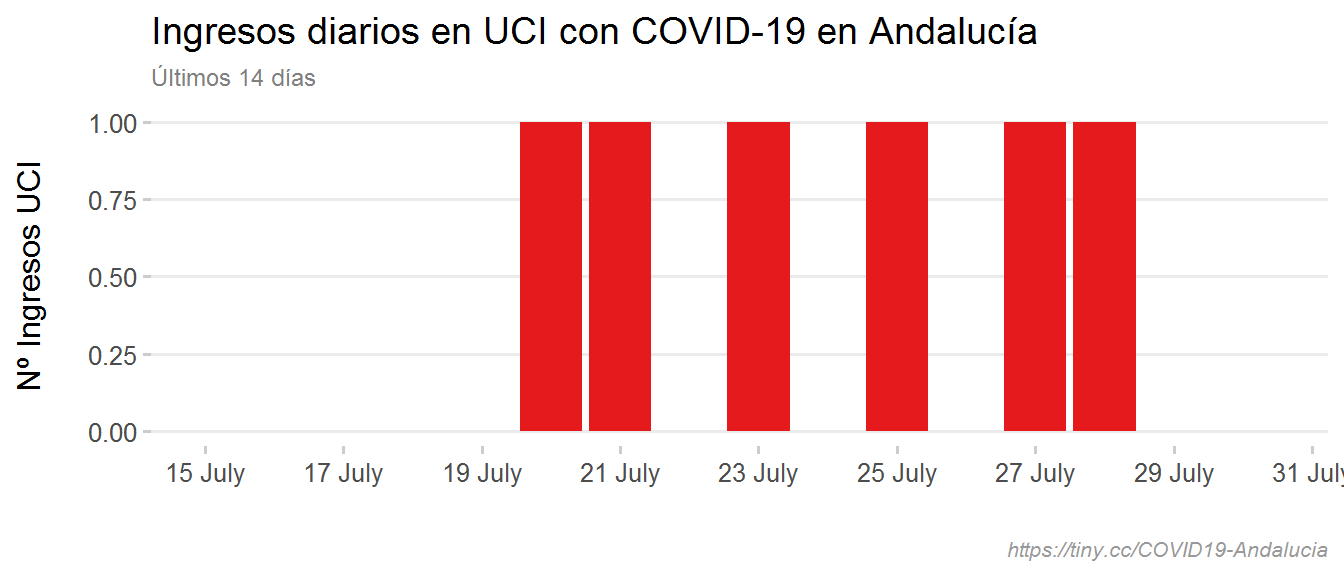 Ingresos diarios en UCI con COVID-19 en Andalucía
Últimos 14 días
Nº Ingresos UCI
1.00
0.75
0.50
0.25
0.00
15 July 17 July 19 July 21 July 23 July 25 July 27 July 29 July 31 July
https://tiny.cc/COVID19-Andalucia